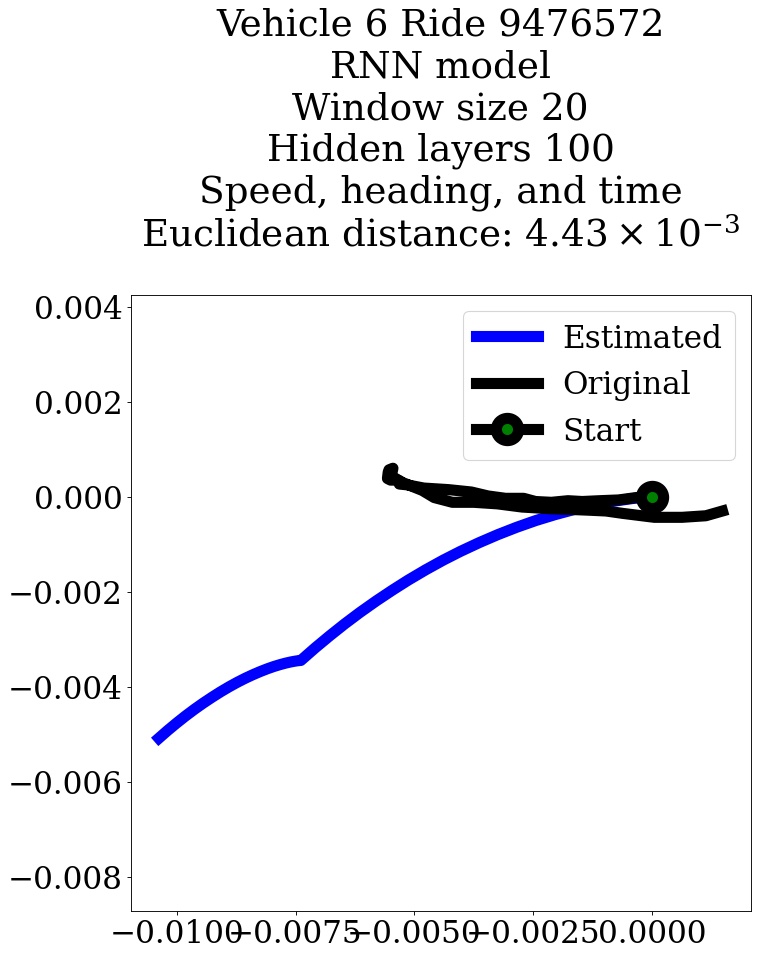 Vehicle 6 Ride 9476572
RNN model
Window size 20
Hidden layers 100
Speed, heading, and time
Euclidean distance: 4.43 × 10⁻³
Estimated
Original
Start
0.004
0.002
0.000
−0.002
−0.004
−0.006
−0.008
−0.0100 −0.0075 −0.0050 −0.0025 0.0000